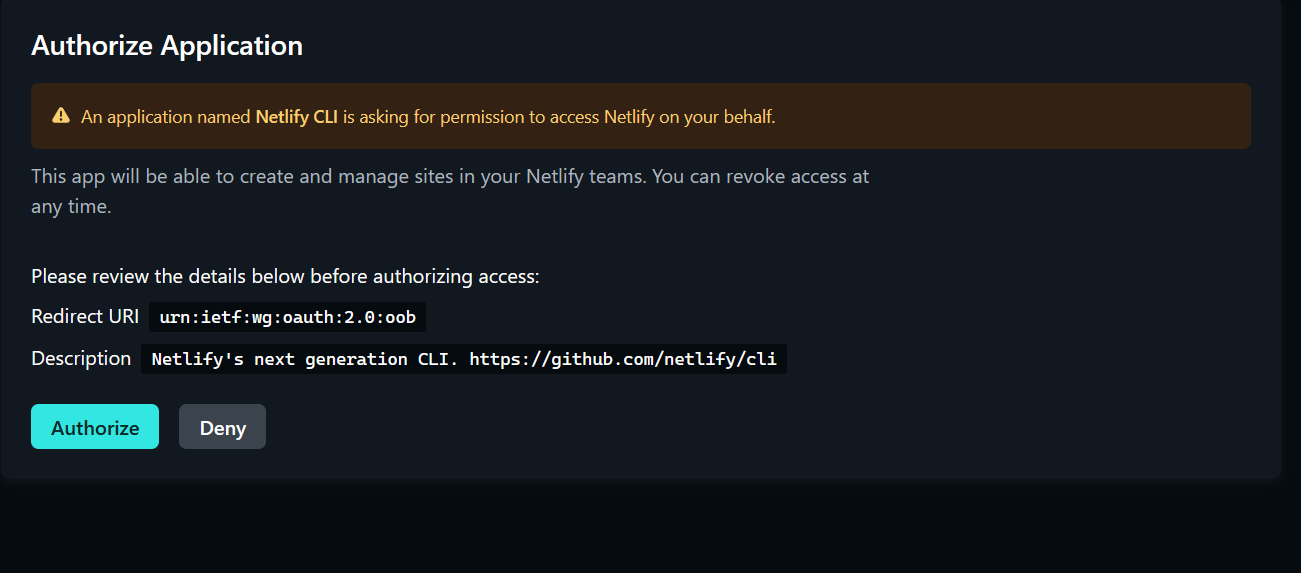 Authorize Application
An application named Netlify CLI is asking for permission to access Netlify on your behalf.
This app will be able to create and manage sites in your Netlify teams. You can revoke access at
any time.
Please review the details below before authorizing access:
Redirect URI urn:ietf:wg:oauth:2.0:oob
Description Netlify's next generation CLI. https://github.com/netlify/cli
Authorize Deny